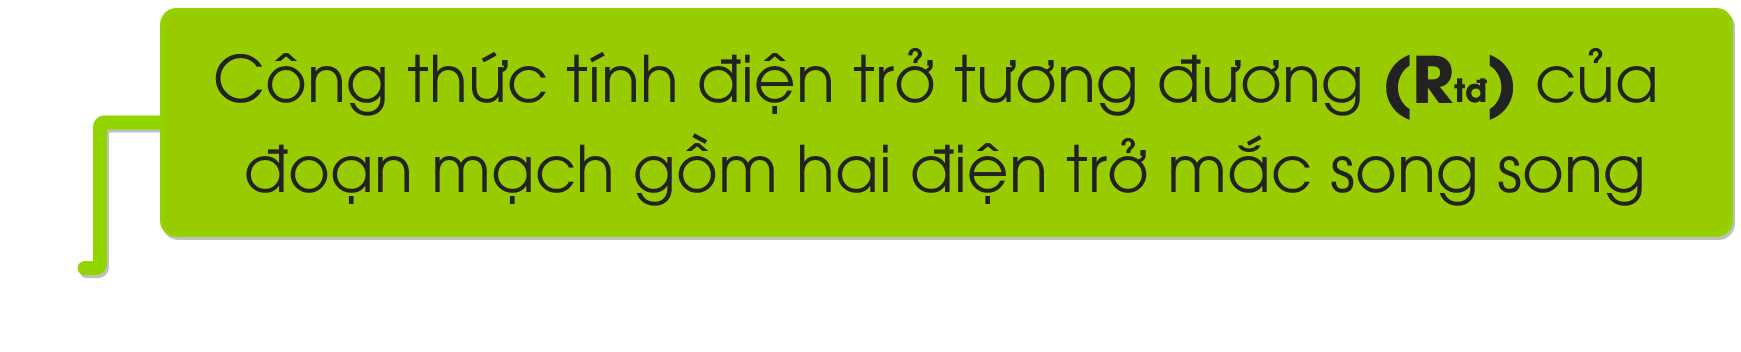 Công thức tính điện trở tương đương (Rtđ) của
đoạn mạch gồm hai điện trở mắc song song